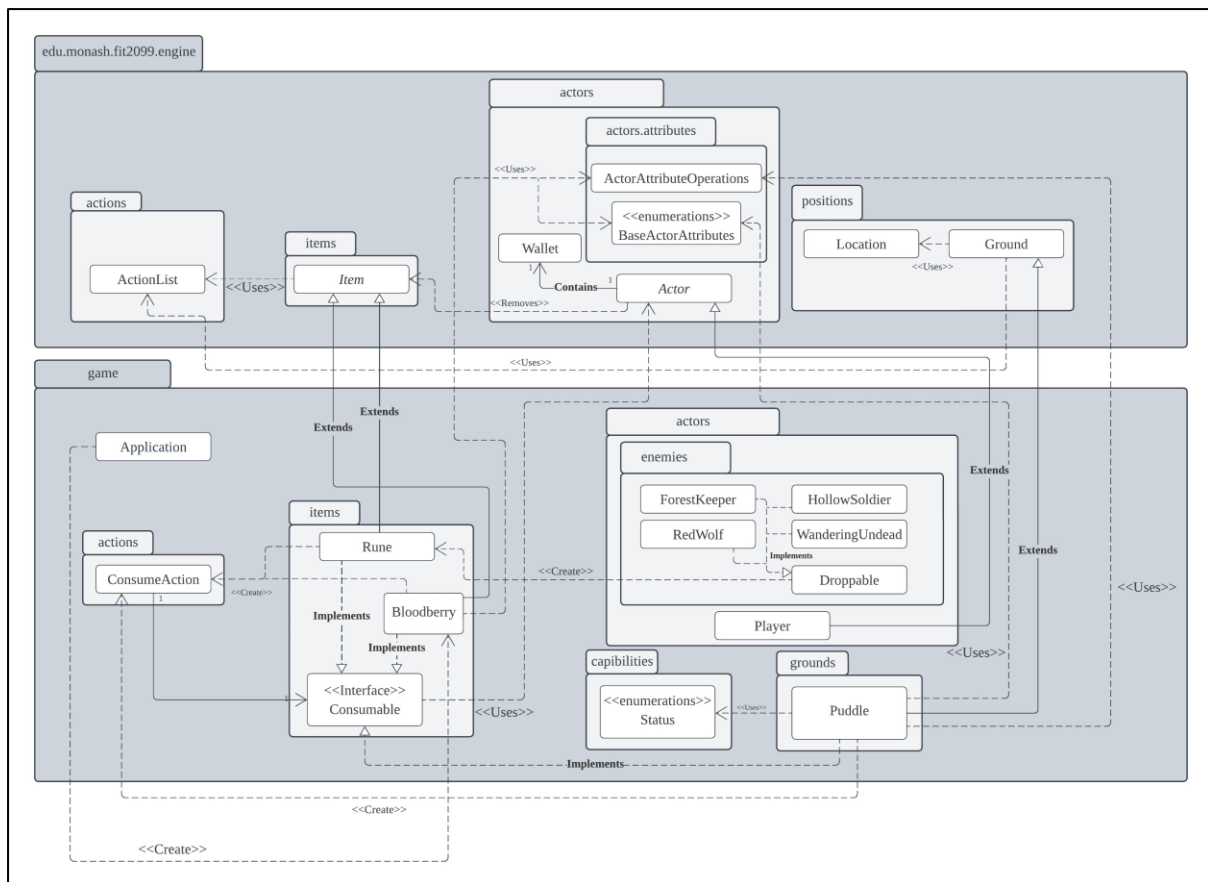 edu.monash.fit2099.engine
actors
actors.attributes
<<Uses>>
ActorAttributeOperations
actions
positions
<<enumerations>>
BaseActorAttributes
items
Wallet
Location
Ground
<<Uses>>
ActionList
Item
<<Uses>>
1
Contains
1
Actor
<<Removes>>
<<Uses>>
game
actors
Extends
Extends
Application
enemies
Extends
ForestKeeper
HollowSoldier
items
RedWolf
WanderingUndead
actions
Rune
Implements
Extends
ConsumeAction
<<Create>>
Droppable
<<Create>>
<<Uses>>
1
Bloodberry
Implements
Player
Implements
<<Uses>>
capibilities
grounds
<<Interface>>
Consumable
1
<<Uses>>
<<enumerations>>
Status
<<Uses>>
Puddle
Implements
<<Create>>
<<Create>>